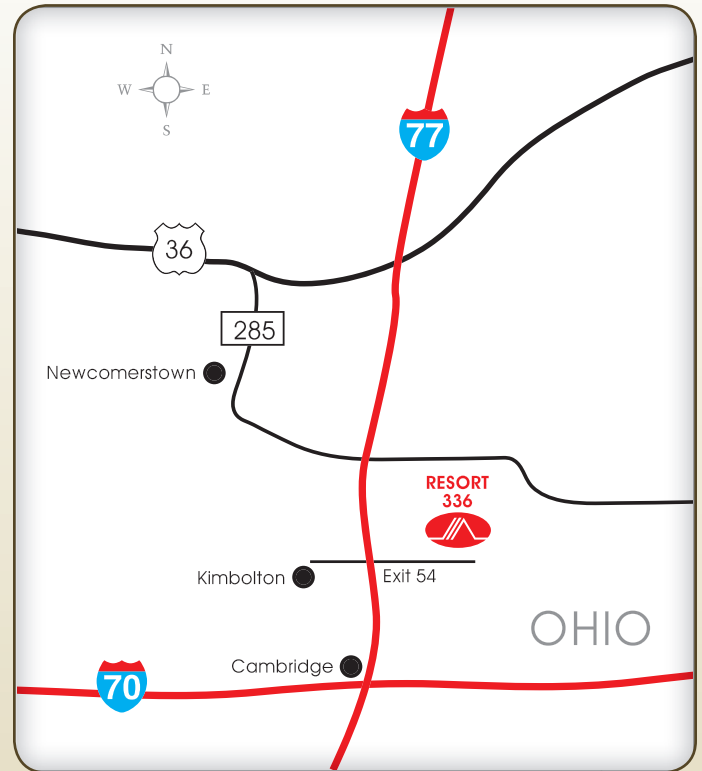 N
W
E
S
77
36
285
Newcomerstown
RESORT
336
Kimbolton
Exit 54
OHIO
Cambridge
70